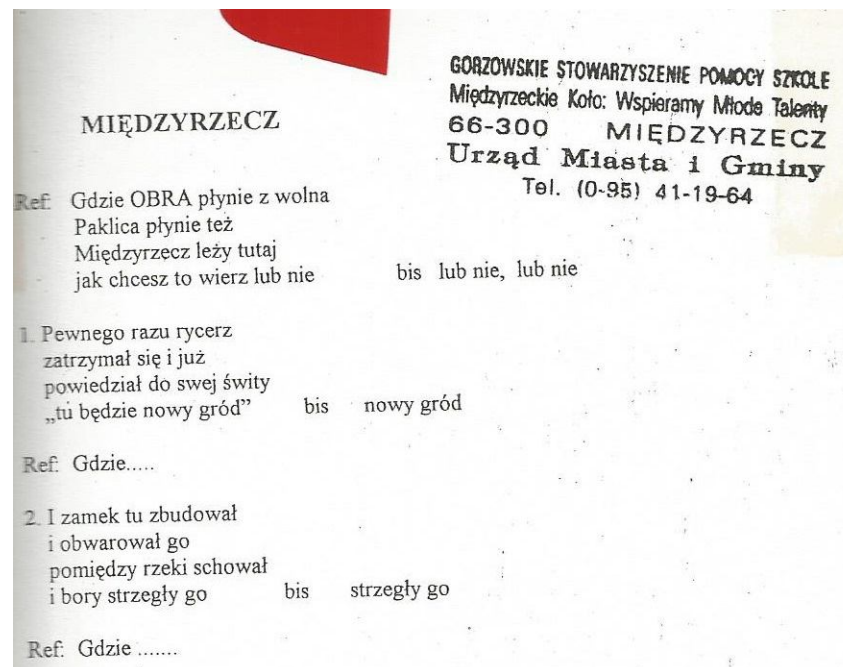 GORZOWSKIE STOWARZYSZENIE POMOCY SZKOLE
Międzyrzeckie Koło: Wspieramy Młode Talenty
66-300 MIĘDZYRZECZ
Urząd Miasta i Gminy
Tel. (0-95) 41-19-64
MIĘDZYRZECZ
Ref: Gdzie OBRA płynie z wolna
Paklica płynie też
Międzyrzecz leży tutaj
jak chcesz to wierz lub nie bis lub nie, lub nie
1. Pewnego razu rycerz
zatrzymał się i już
powiedział do swej świty
„tu będzie nowy gród” bis nowy gród
Ref: Gdzie.....
2. I zamek tu zbudował
i obwarował go
pomiędzy rzeki schował
i bory strzegły go bis strzegły go
Ref: Gdzie .......